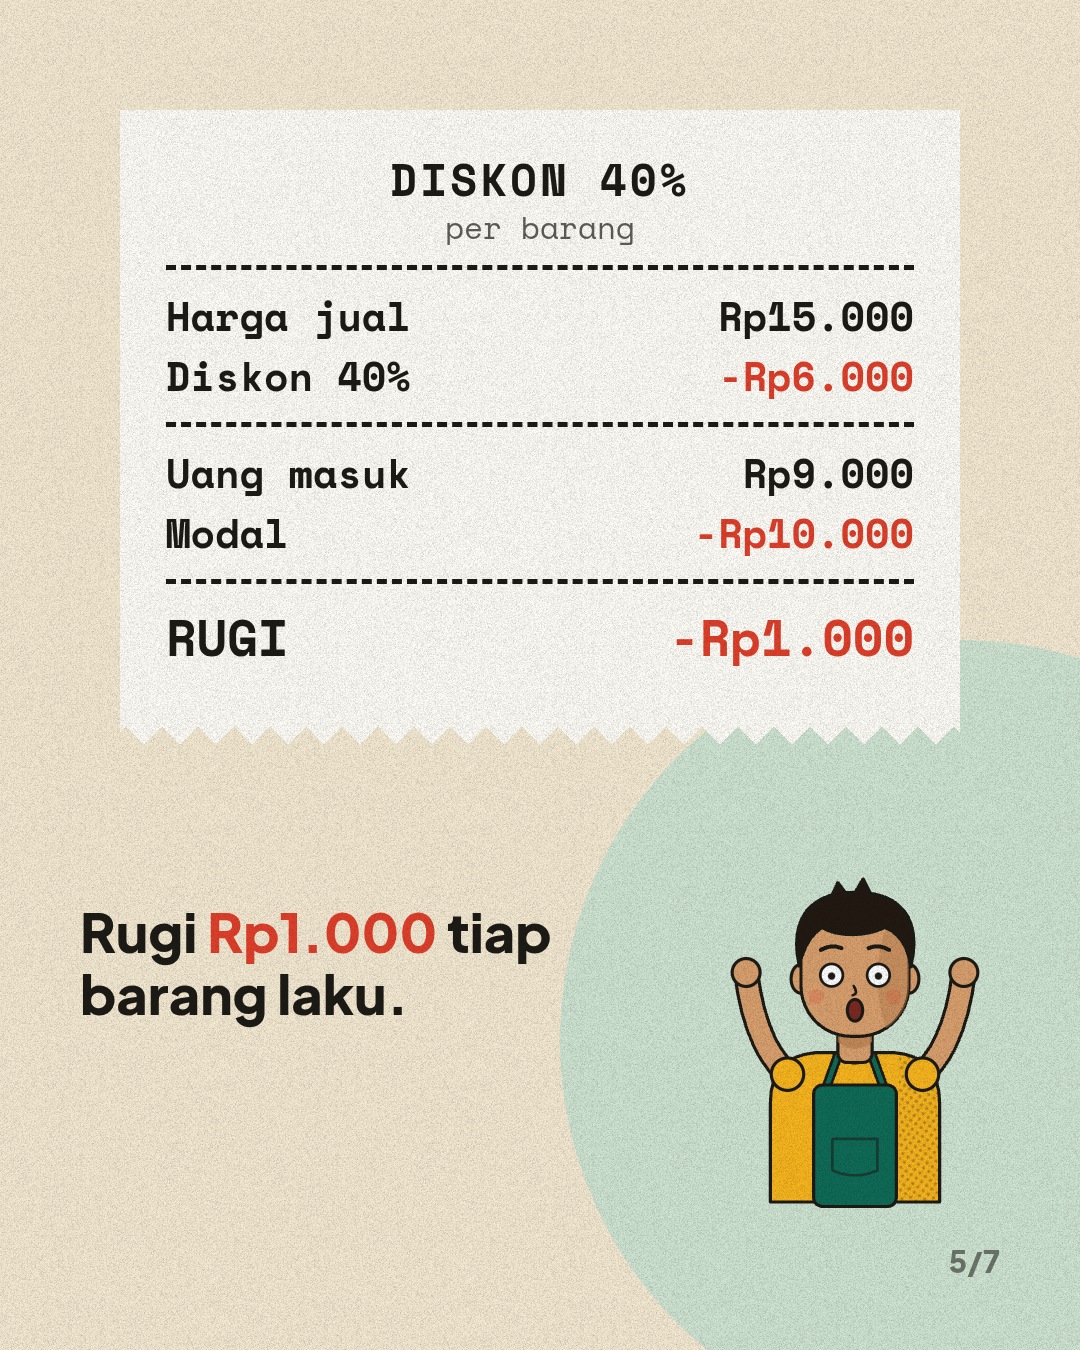 DISKON 40%
per barang
Harga jual Rp15.000
Diskon 40% -Rp6.000
Uang masuk Rp9.000
Modal -Rp10.000
RUGI -Rp1.000
Rugi Rp1.000 tiap
barang laku.
5/7